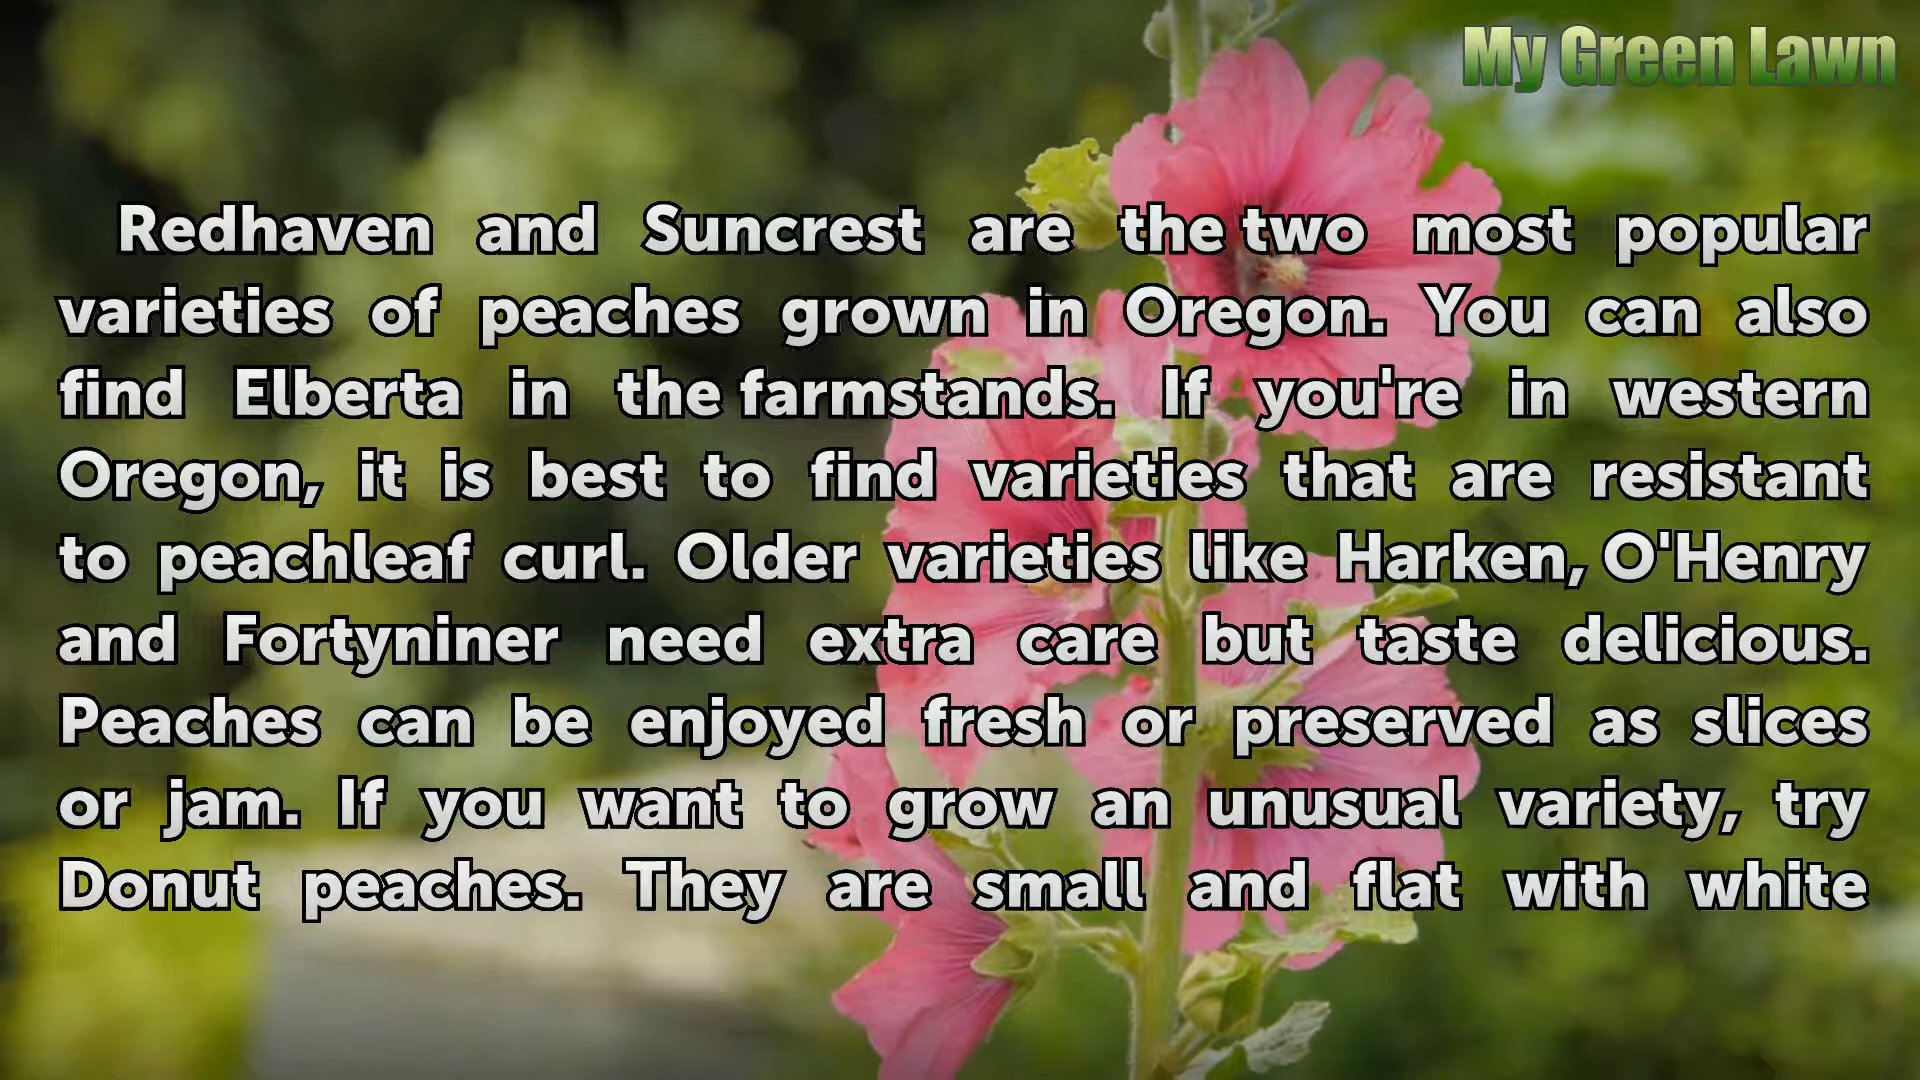 My Green Lawn
Redhaven and Suncrest are the two most popular
varieties of peaches grown in Oregon. You can also
find Elberta in the farmstands. If you're in western
Oregon, it is best to find varieties that are resistant
to peachleaf curl. Older varieties like Harken, O'Henry
and Fortyniner need extra care but taste delicious.
Peaches can be enjoyed fresh or preserved as slices
or jam. If you want to grow an unusual variety, try
Donut peaches. They are small and flat with white